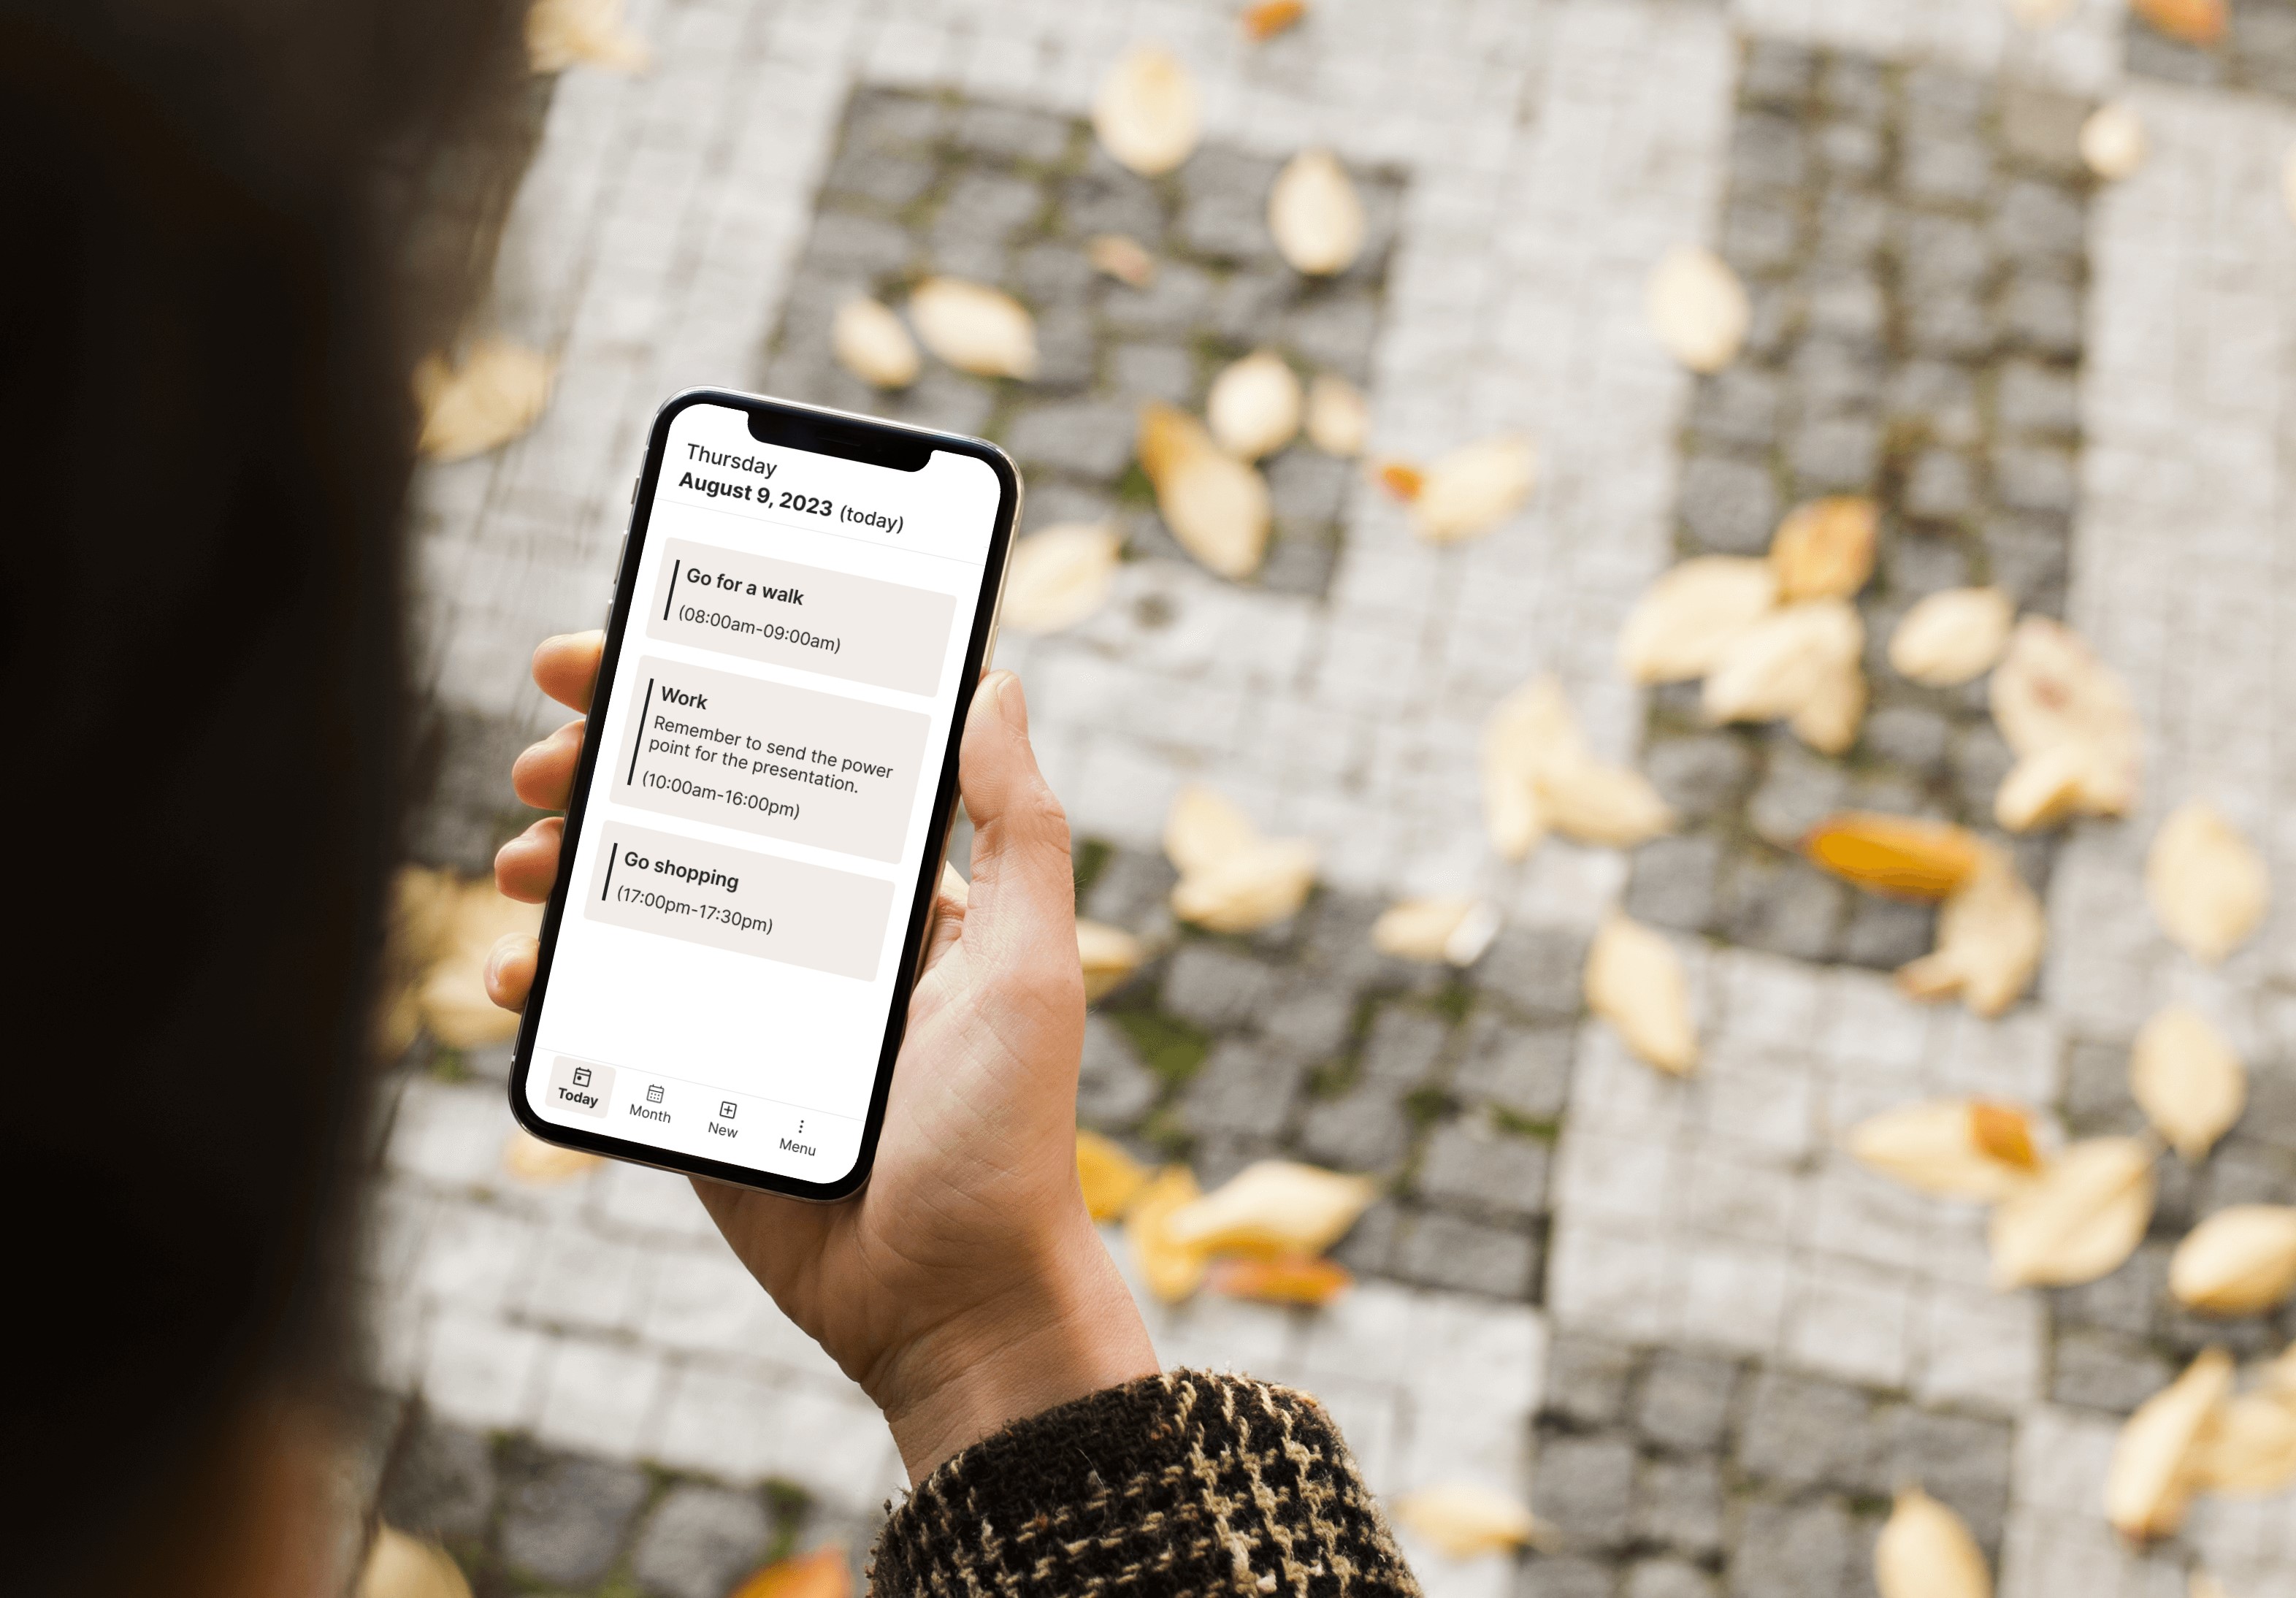 Thursday
August 9, 2023 (today)
Go for a walk
(08:00am-09:00am)
Work
Remember to send the power
point for the presentation.
(10:00am-16:00pm)
Go shopping
(17:00pm-17:30pm)
Today
Month
New
Menu